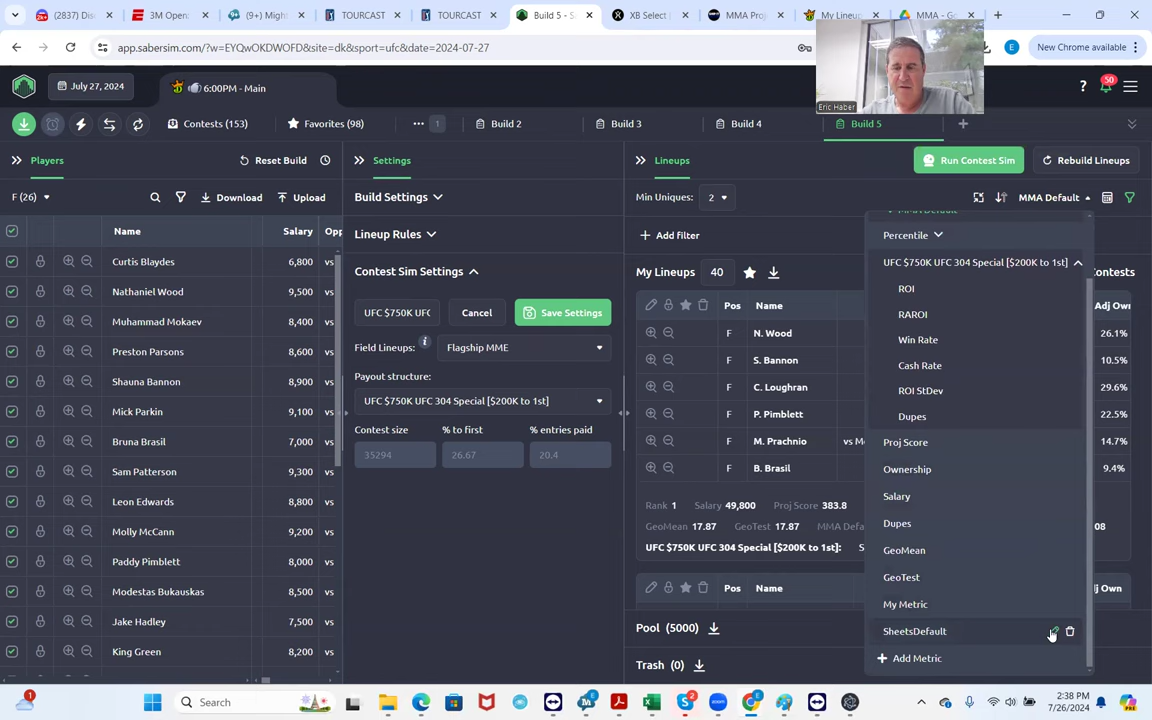 (2837) Disc
3M Open:
(9+) Might
TOURCAST
TOURCAST
Build 5 - S
XB Select
MMA Proj
My Lineup
MMA - Go
app.sabersim.com/?w=EYQwOKDWOFD&site=dk&sport=ufc&date=2024-07-27
E
New Chrome available
July 27, 2024
6:00PM - Main
Eric Haber
?
50
Contests (153)
Favorites (98)
1
Build 2
Build 3
Build 4
Build 5
Players
Reset Build
Settings
Lineups
Run Contest Sim
Rebuild Lineups
F (26)
Download
Upload
Build Settings
Min Uniques:
2
MMA Default
Name
Salary
Opp
Lineup Rules
Add filter
MMA Default
Percentile
Curtis Blaydes
6,800
vs
Contest Sim Settings
My Lineups
40
UFC $750K UFC 304 Special [$200K to 1st]
Contests
Nathaniel Wood
9,500
vs
ROI
Muhammad Mokaev
8,400
vs
UFC $750K UFC
Cancel
Save Settings
Pos
Name
RAROI
Adj Own
Preston Parsons
8,600
vs
Field Lineups:
i
Flagship MME
F
N. Wood
Win Rate
26.1%
Shauna Bannon
8,900
vs
Payout structure:
F
S. Bannon
Cash Rate
10.5%
Mick Parkin
9,100
vs
UFC $750K UFC 304 Special [$200K to 1st]
F
C. Loughran
ROI StDev
29.6%
Bruna Brasil
7,000
vs
Contest size
% to first
% entries paid
F
P. Pimblett
Dupes
22.5%
Sam Patterson
9,300
vs
35294
26.67
20.4
F
M. Prachnio
vs M
Proj Score
14.7%
Leon Edwards
8,800
vs
F
B. Brasil
Ownership
9.4%
Molly McCann
9,200
vs
Rank 1
Salary 49,800
Proj Score 383.8
Salary
Paddy Pimblett
8,000
vs
GeoMean 17.87
GeoTest 17.87
MMA Defa
Dupes
08
Modestas Bukauskas
8,500
vs
UFC $750K UFC 304 Special [$200K to 1st]:
S
GeoMean
Jake Hadley
7,500
vs
Pos
Name
GeoTest
dj Own
King Green
8,200
vs
My Metric
Pool (5000)
SheetsDefault
Trash (0)
Add Metric
1
Search
2
zoom
2:38 PM
7/26/2024
PRE